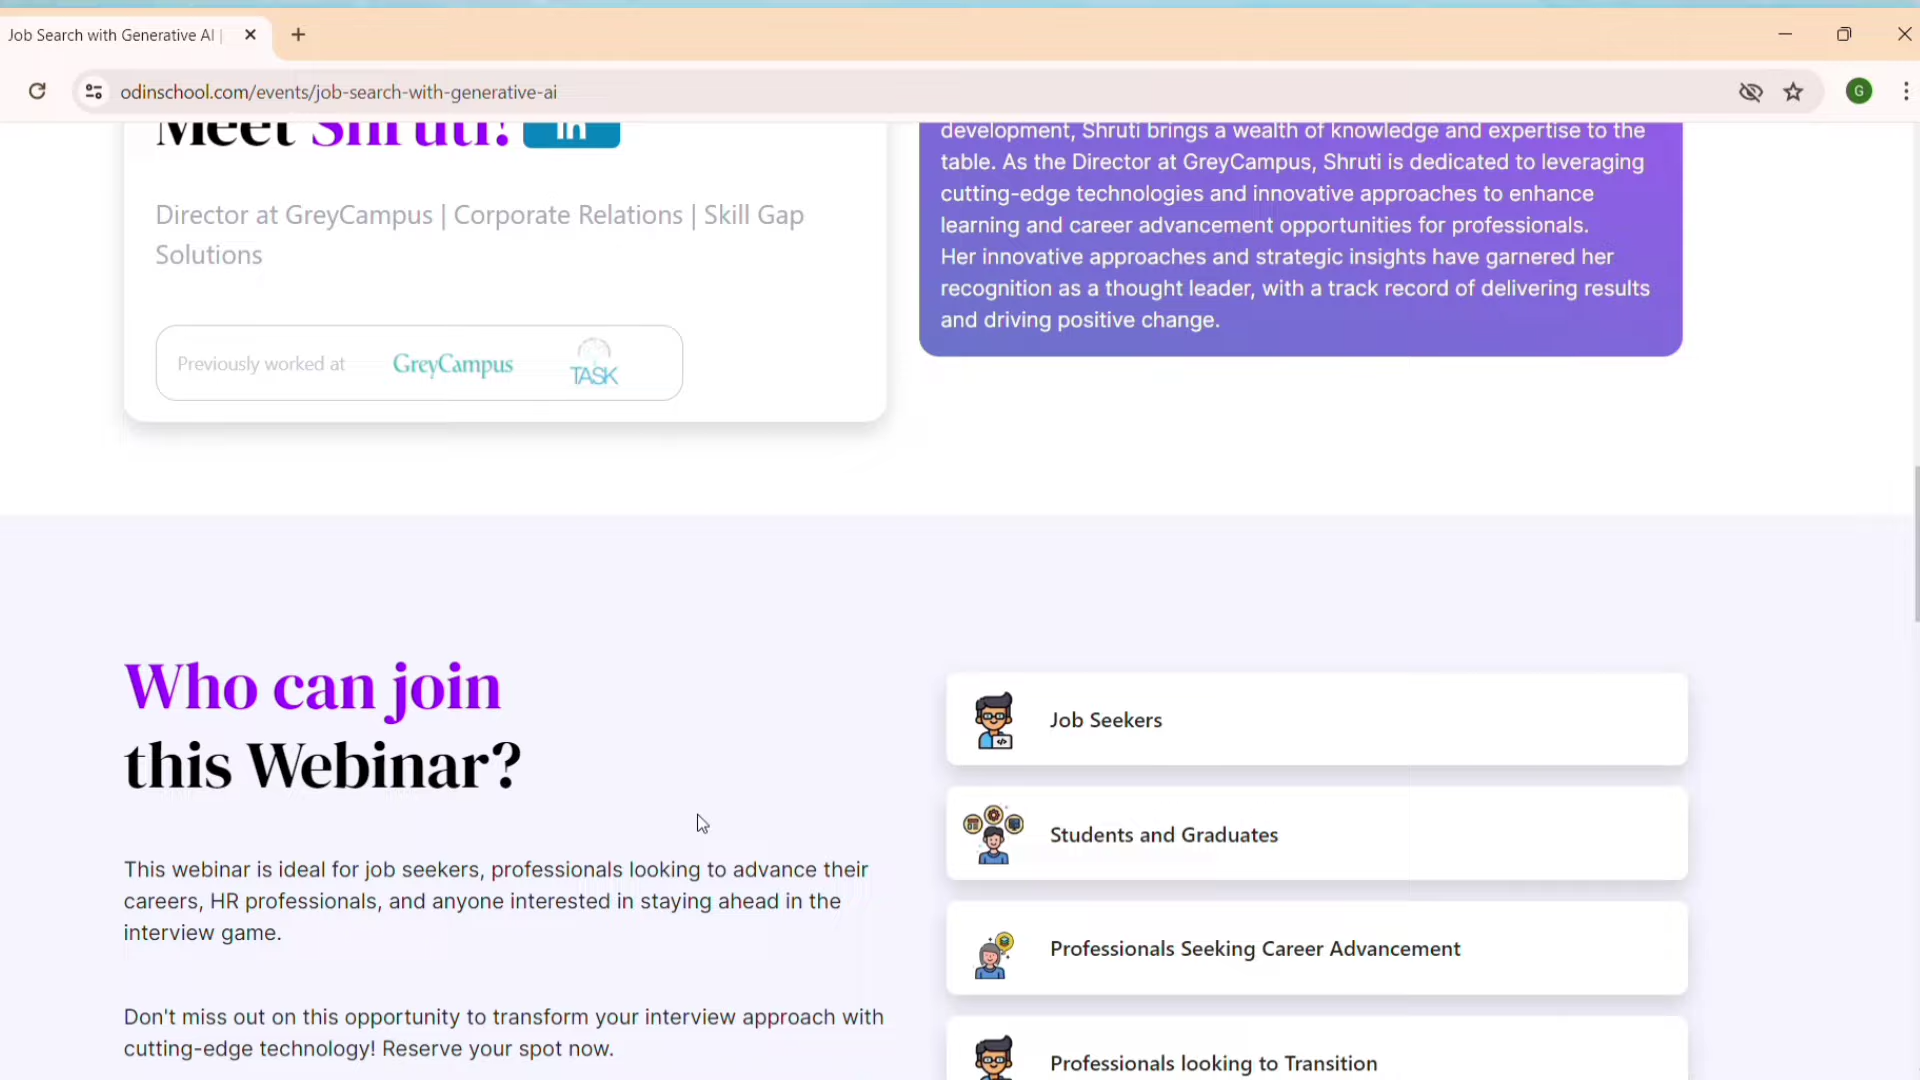 Job Search with Generative AI |
odinschool.com/events/job-search-with-generative-ai
G
Meet Shruti! in
Director at GreyCampus | Corporate Relations | Skill Gap
Solutions
Previously worked at GreyCampus TASK
development, Shruti brings a wealth of knowledge and expertise to the
table. As the Director at GreyCampus, Shruti is dedicated to leveraging
cutting-edge technologies and innovative approaches to enhance
learning and career advancement opportunities for professionals.
Her innovative approaches and strategic insights have garnered her
recognition as a thought leader, with a track record of delivering results
and driving positive change.
Who can join
this Webinar?
This webinar is ideal for job seekers, professionals looking to advance their
careers, HR professionals, and anyone interested in staying ahead in the
interview game.
Don't miss out on this opportunity to transform your interview approach with
cutting-edge technology! Reserve your spot now.
Job Seekers
Students and Graduates
Professionals Seeking Career Advancement
Professionals looking to Transition